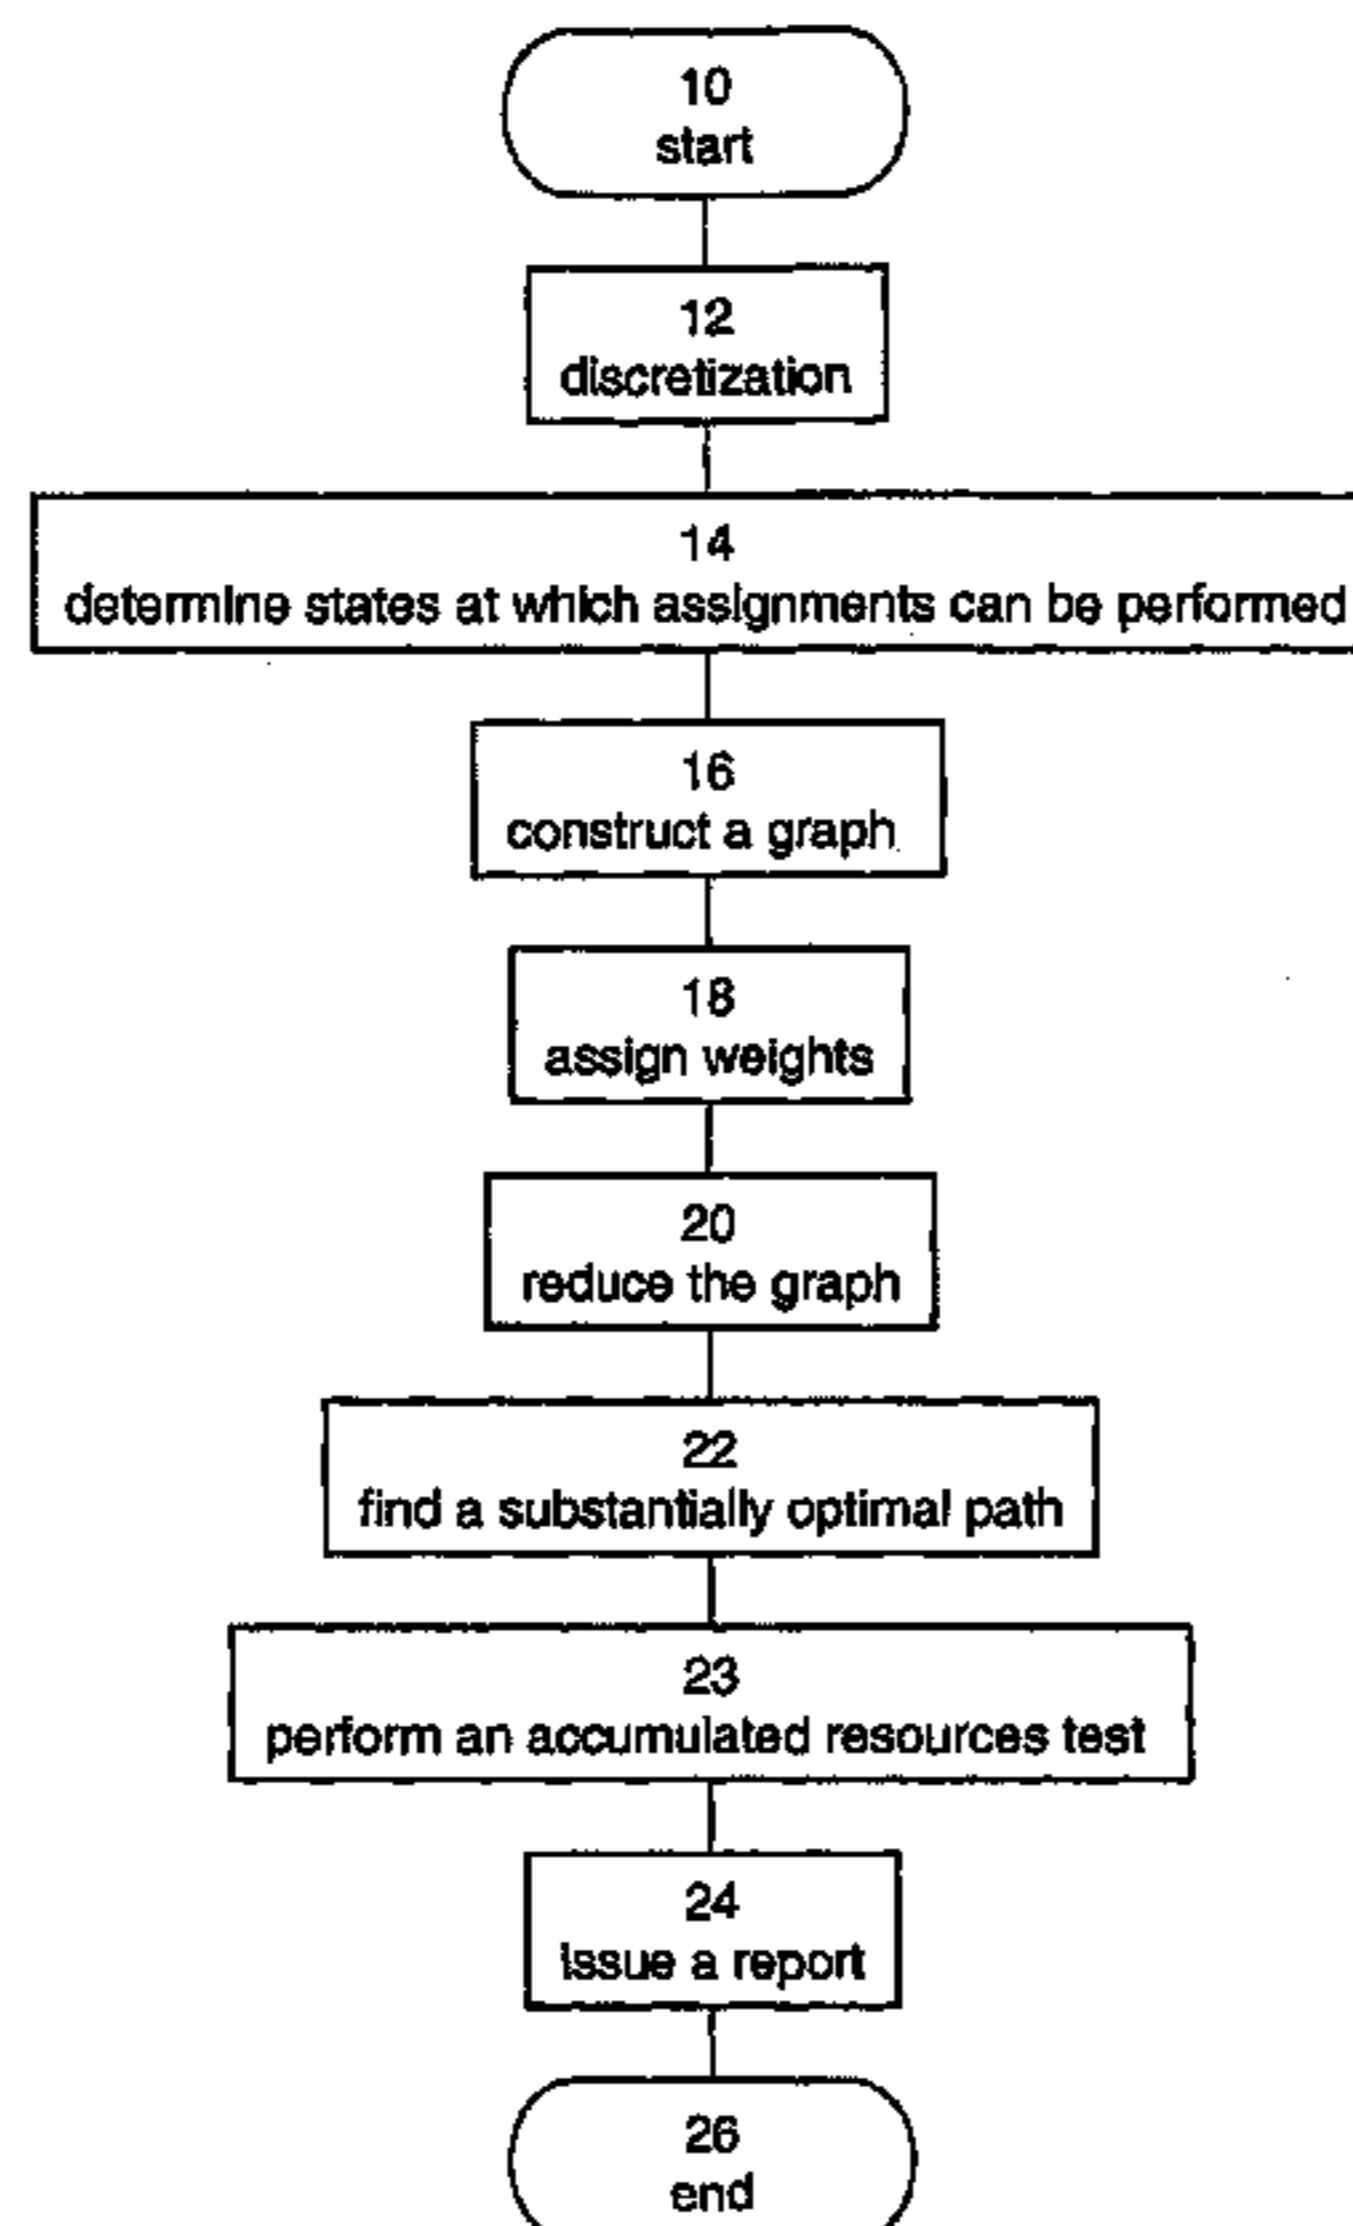 10
start
12
discretization
14
determine states at which assignments can be performed
16
construct a graph
18
assign weights
20
reduce the graph
22
find a substantially optimal path
23
perform an accumulated resources test
24
issue a report
26
end